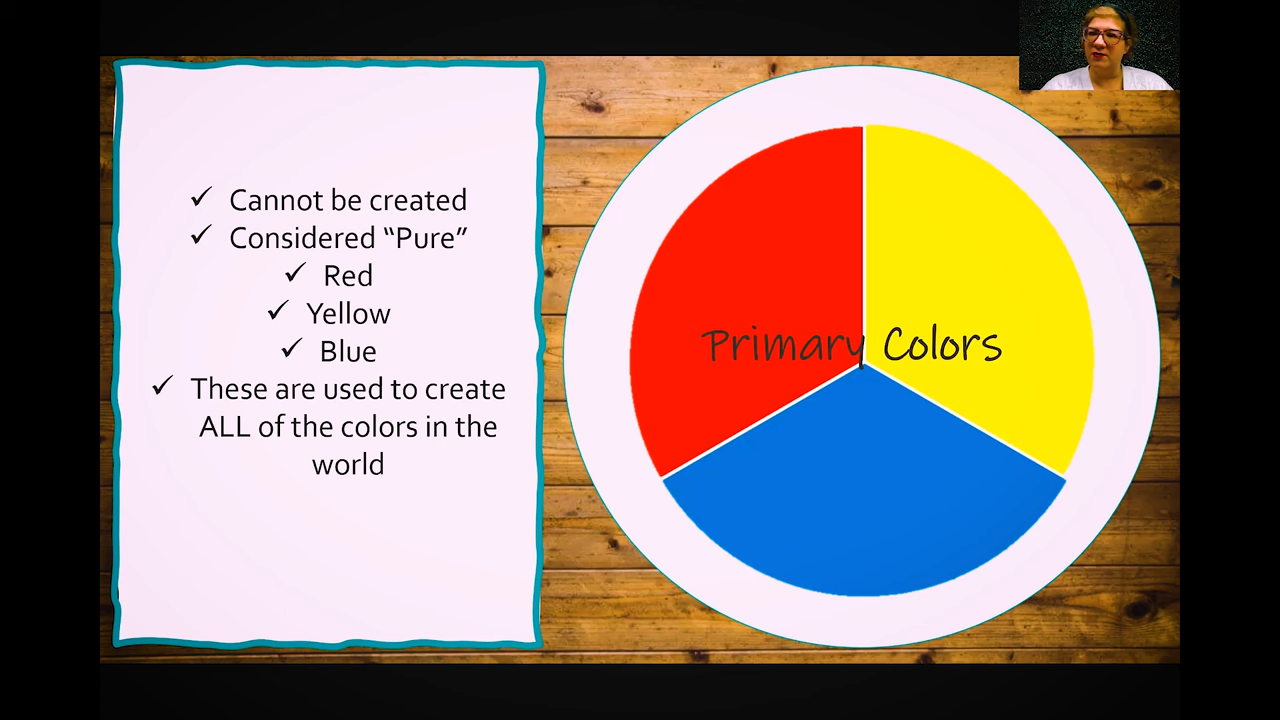 ✓ Cannot be created
✓ Considered “Pure”
✓ Red
✓ Yellow
✓ Blue
✓ These are used to create
ALL of the colors in the
world
Primary Colors